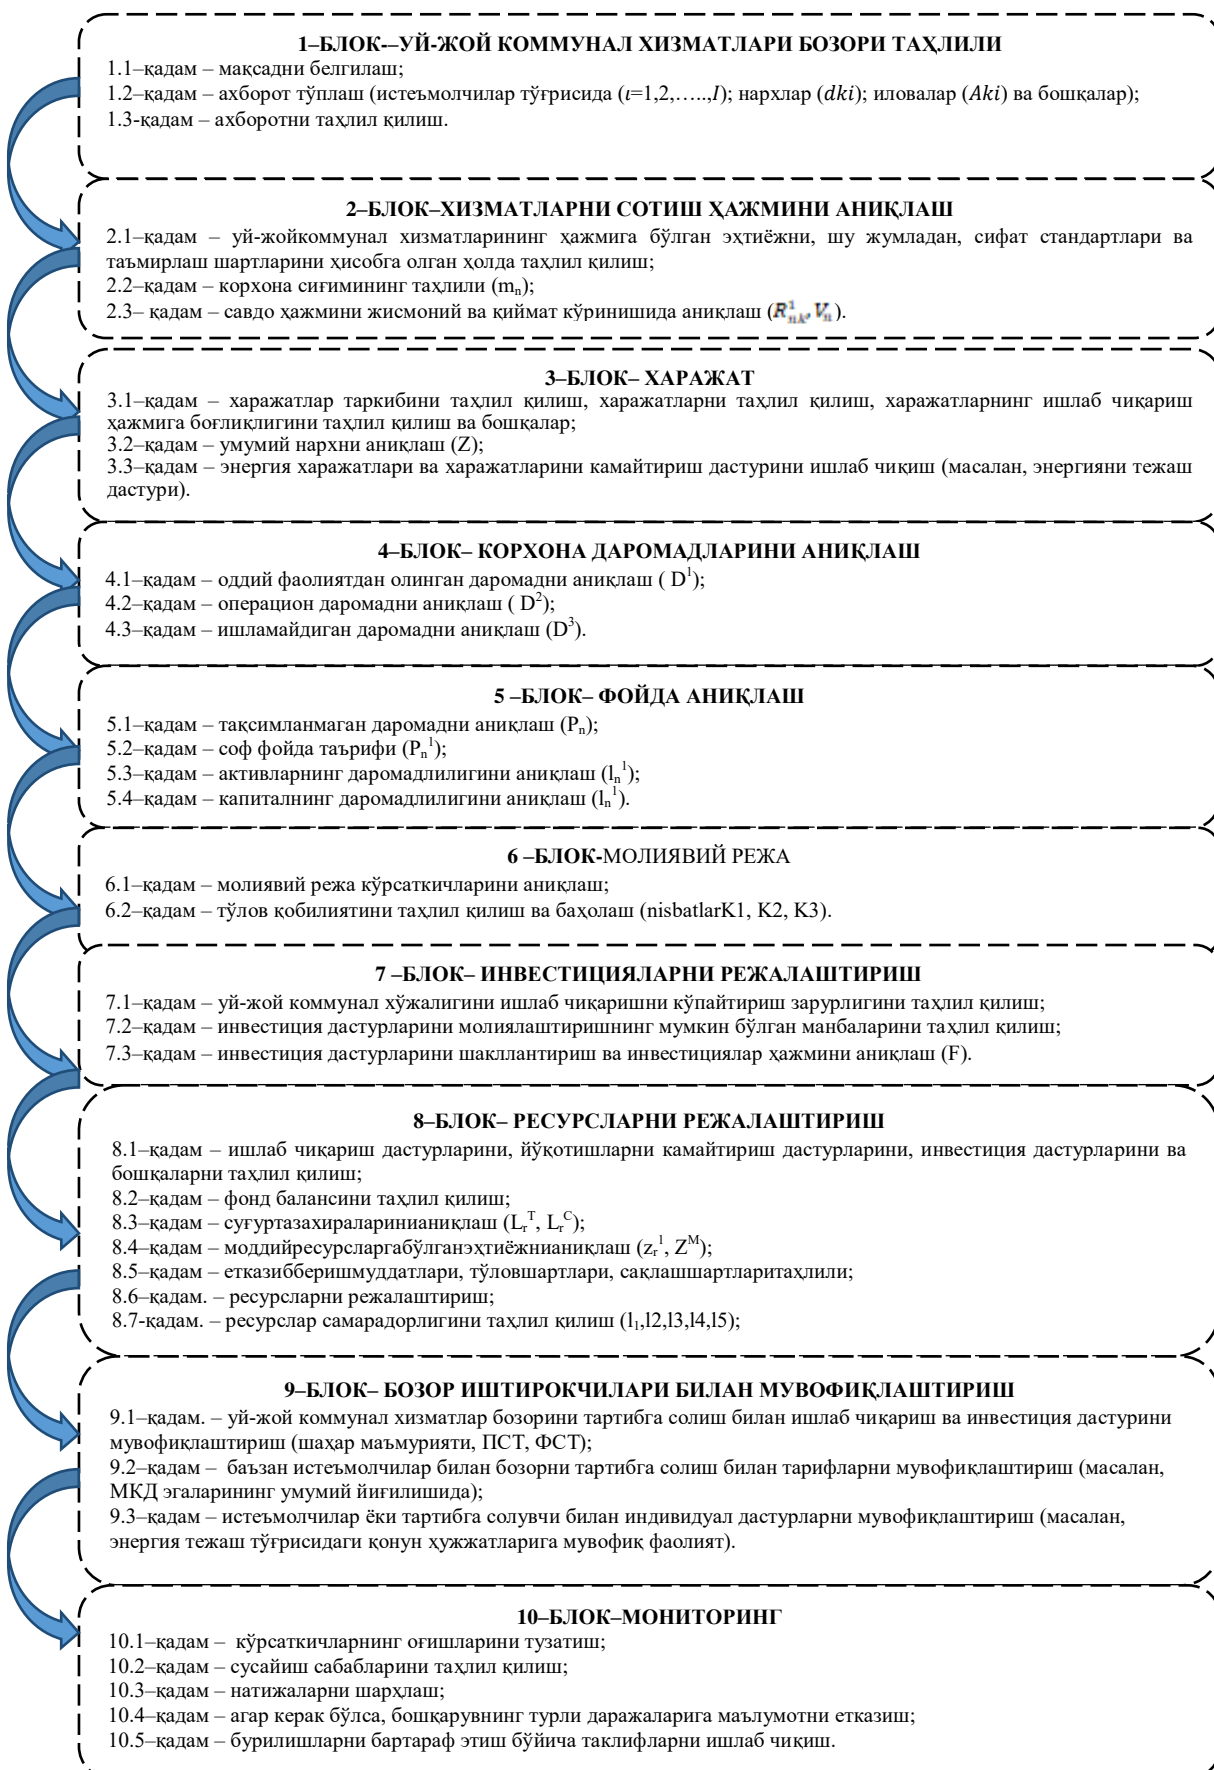 1–БЛОК-–УЙ-ЖОЙ КОММУНАЛ ХИЗМАТЛАРИ БОЗОРИ ТАҲЛИЛИ
1.1–қадам – мақсадни белгилаш;
1.2–қадам – ахборот тўплаш (истеъмолчилар тўғрисида (ι=1,2,…..,I); нархлар (dki); иловалар (Aki) ва бошқалар);
1.3-қадам – ахборотни таҳлил қилиш.
2–БЛОК–ХИЗМАТЛАРНИ СОТИШ ҲАЖМИНИ АНИҚЛАШ
2.1–қадам – уй-жойкоммунал хизматларининг ҳажмига бўлган эҳтиёжни, шу жумладан, сифат стандартлари ва
таъмирлаш шартларини ҳисобга олган ҳолда таҳлил қилиш;
2.2–қадам – корхона сиғимининг таҳлили (mₙ);
2.3– қадам – савдо ҳажмини жисмоний ва қиймат кўринишида аниқлаш (R¹ₙₖ, Vₙ).
3–БЛОК– ХАРАЖАТ
3.1–қадам – харажатлар таркибини таҳлил қилиш, харажатларни таҳлил қилиш, харажатларнинг ишлаб чиқариш
ҳажмига боғлиқлигини таҳлил қилиш ва бошқалар;
3.2–қадам – умумий нархни аниқлаш (Z);
3.3–қадам – энергия харажатлари ва харажатларини камайтириш дастурини ишлаб чиқиш (масалан, энергияни тежаш
дастури).
4–БЛОК– КОРХОНА ДАРОМАДЛАРИНИ АНИҚЛАШ
4.1–қадам – оддий фаолиятдан олинган даромадни аниқлаш ( D¹);
4.2–қадам – операцион даромадни аниқлаш ( D²);
4.3–қадам – ишламайдиган даромадни аниқлаш (D³).
5 –БЛОК– ФОЙДА АНИҚЛАШ
5.1–қадам – тақсимланмаган даромадни аниқлаш (Pₙ);
5.2–қадам – соф фойда таърифи (Pₙ¹);
5.3–қадам – активларнинг даромадлилигини аниқлаш (lₙ¹);
5.4–қадам – капиталнинг даромадлилигини аниқлаш (lₙ¹).
6 –БЛОК-МОЛИЯВИЙ РЕЖА
6.1–қадам – молиявий режа кўрсаткичларини аниқлаш;
6.2–қадам – тўлов қобилиятини таҳлил қилиш ва баҳолаш (nisbatlarK1, K2, K3).
7 –БЛОК– ИНВЕСТИЦИЯЛАРНИ РЕЖАЛАШТИРИШ
7.1–қадам – уй-жой коммунал хўжалигини ишлаб чиқаришни кўпайтириш зарурлигини таҳлил қилиш;
7.2–қадам – инвестиция дастурларини молиялаштиришнинг мумкин бўлган манбаларини таҳлил қилиш;
7.3–қадам – инвестиция дастурларини шакллантириш ва инвестициялар ҳажмини аниқлаш (F).
8–БЛОК– РЕСУРСЛАРНИ РЕЖАЛАШТИРИШ
8.1–қадам – ишлаб чиқариш дастурларини, йўқотишларни камайтириш дастурларини, инвестиция дастурларини ва
бошқаларни таҳлил қилиш;
8.2–қадам – фонд балансини таҳлил қилиш;
8.3–қадам – суғуртазахираларинианиқлаш (Lᵣᵀ, Lᵣᶜ);
8.4–қадам – моддийресурсларгабўлганэҳтиёжнианиқлаш (zᵣ¹, Zᴹ);
8.5–қадам – етказибберишмуддатлари, тўловшартлари, сақлашшартларитаҳлили;
8.6–қадам. – ресурсларни режалаштириш;
8.7-қадам. – ресурслар самарадорлигини таҳлил қилиш (l₁,l2,l3,l4,l5);
9–БЛОК– БОЗОР ИШТИРОКЧИЛАРИ БИЛАН МУВОФИҚЛАШТИРИШ
9.1–қадам. – уй-жой коммунал хизматлар бозорини тартибга солиш билан ишлаб чиқариш ва инвестиция дастурини
мувофиқлаштириш (шаҳар маъмурияти, ПСТ, ФСТ);
9.2–қадам – баъзан истеъмолчилар билан бозорни тартибга солиш билан тарифларни мувофиқлаштириш (масалан,
МКД эгаларининг умумий йиғилишида);
9.3–қадам – истеъмолчилар ёки тартибга солувчи билан индивидуал дастурларни мувофиқлаштириш (масалан,
энергия тежаш тўғрисидаги қонун ҳужжатларига мувофиқ фаолият).
10–БЛОК–МОНИТОРИНГ
10.1–қадам – кўрсаткичларнинг оғишларини тузатиш;
10.2–қадам – сусайиш сабабларини таҳлил қилиш;
10.3–қадам – натижаларни шарҳлаш;
10.4–қадам – агар керак бўлса, бошқарувнинг турли даражаларига маълумотни етказиш;
10.5–қадам – бурилишларни бартараф этиш бўйича таклифларни ишлаб чиқиш.